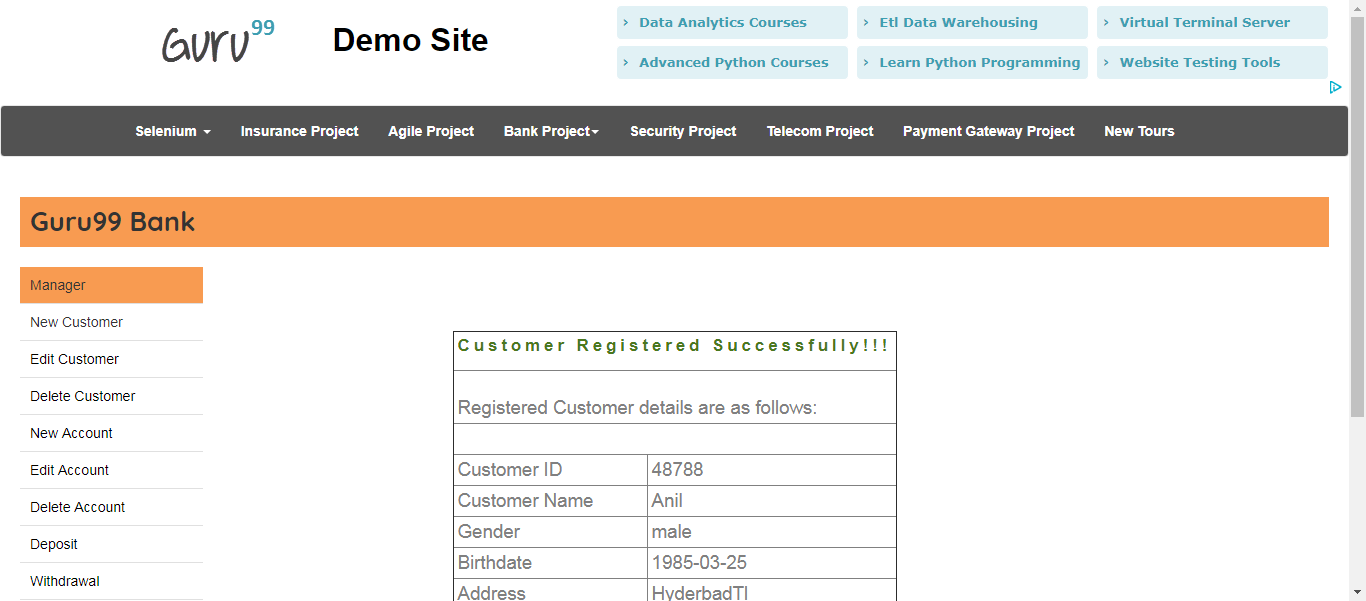 Guru99
Demo Site
Data Analytics Courses
Etl Data Warehousing
Virtual Terminal Server
Advanced Python Courses
Learn Python Programming
Website Testing Tools
Selenium Insurance Project Agile Project Bank Project Security Project Telecom Project Payment Gateway Project New Tours
Guru99 Bank
Manager
New Customer
Edit Customer
Delete Customer
New Account
Edit Account
Delete Account
Deposit
Withdrawal
Customer Registered Successfully!!!
Registered Customer details are as follows:
Customer ID 48788
Customer Name Anil
Gender male
Birthdate 1985-03-25
Address HyderbadTl